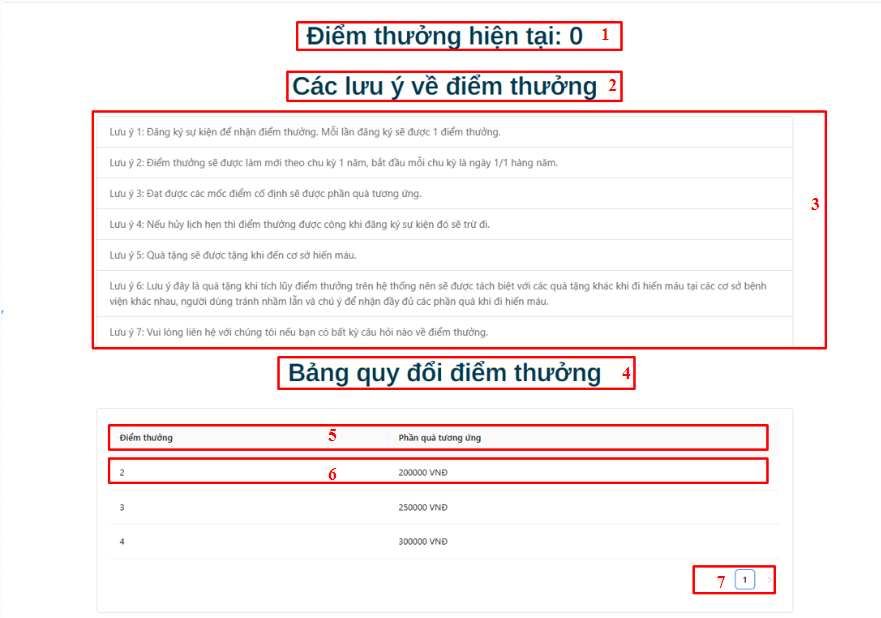 Điểm thưởng hiện tại: 0 1
Các lưu ý về điểm thưởng 2
Lưu ý 1: Đăng ký sự kiện để nhận điểm thưởng. Mỗi lần đăng ký sẽ được 1 điểm thưởng.
Lưu ý 2: Điểm thưởng sẽ được làm mới theo chu kỳ 1 năm, bắt đầu mỗi chu kỳ là ngày 1/1 hàng năm.
Lưu ý 3: Đạt được các mốc điểm cố định sẽ được phần quà tương ứng.
3
Lưu ý 4: Nếu hủy lịch hẹn thì điểm thưởng được cộng khi đăng ký sự kiện đó sẽ trừ đi.
Lưu ý 5: Quà tặng sẽ được tặng khi đến cơ sở hiến máu.
Lưu ý 6: Lưu ý đây là quà tặng khi tích lũy điểm thưởng trên hệ thống nên sẽ được tách biệt với các quà tặng khác khi đi hiến máu tại các cơ sở bệnh
viện khác nhau, người dùng tránh nhầm lẫn và chú ý để nhận đầy đủ các phần quà khi đi hiến máu.
Lưu ý 7: Vui lòng liên hệ với chúng tôi nếu bạn có bất kỳ câu hỏi nào về điểm thưởng.
Bảng quy đổi điểm thưởng 4
Điểm thưởng 5 Phần quà tương ứng
2 6 200000 VNĐ
3 250000 VNĐ
4 300000 VNĐ
7 1 >